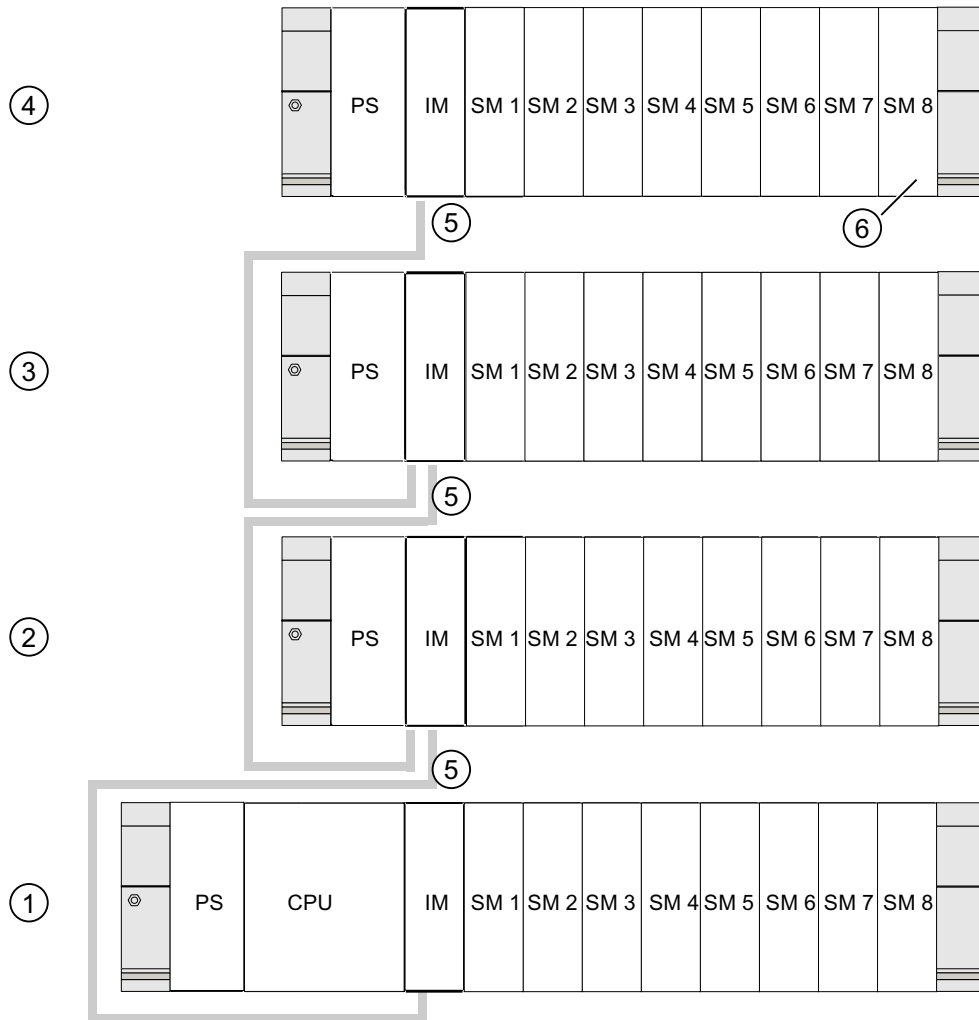 ④ PS IM SM 1 SM 2 SM 3 SM 4 SM 5 SM 6 SM 7 SM 8
⑤ ⑥
③ PS IM SM 1 SM 2 SM 3 SM 4 SM 5 SM 6 SM 7 SM 8
⑤
② PS IM SM 1 SM 2 SM 3 SM 4 SM 5 SM 6 SM 7 SM 8
⑤
① PS CPU IM SM 1 SM 2 SM 3 SM 4 SM 5 SM 6 SM 7 SM 8